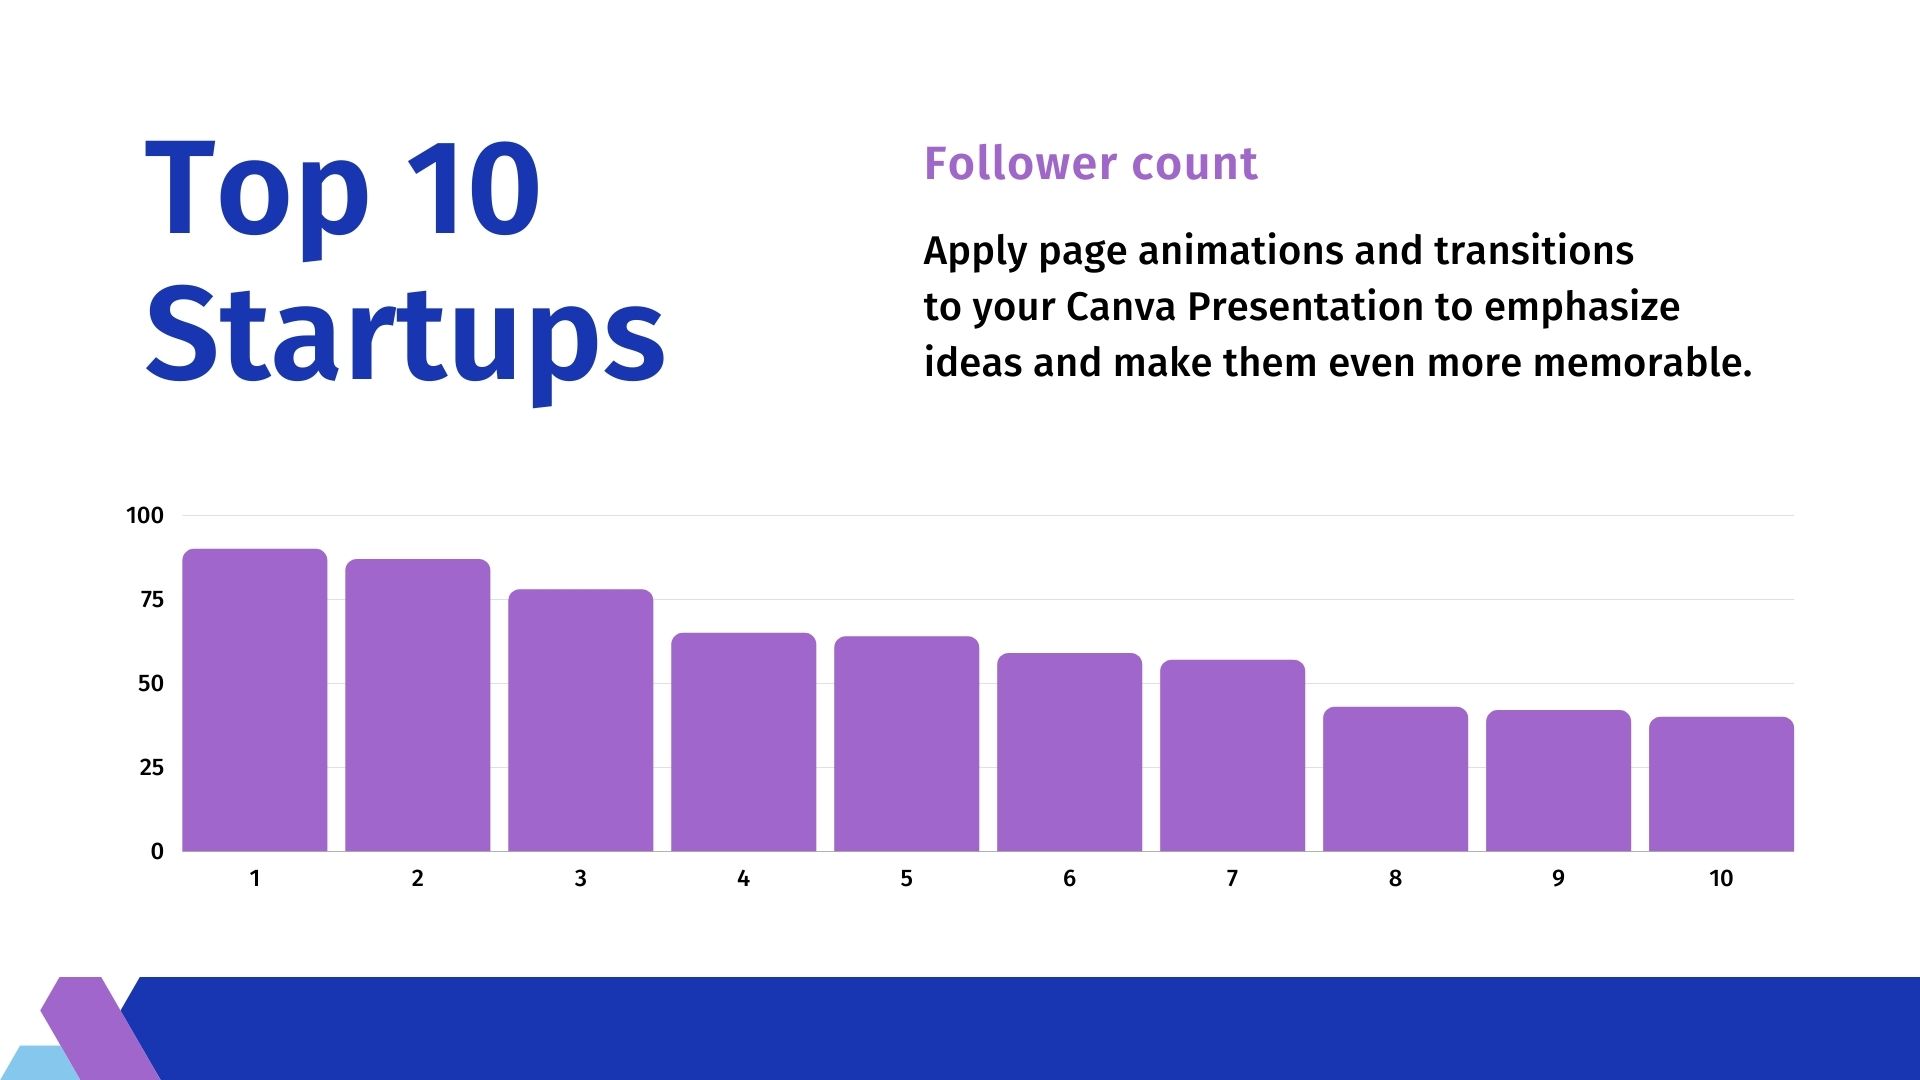 Top 10
Startups
Follower count
Apply page animations and transitions
to your Canva Presentation to emphasize
ideas and make them even more memorable.
100
75
50
25
0
1 2 3 4 5 6 7 8 9 10